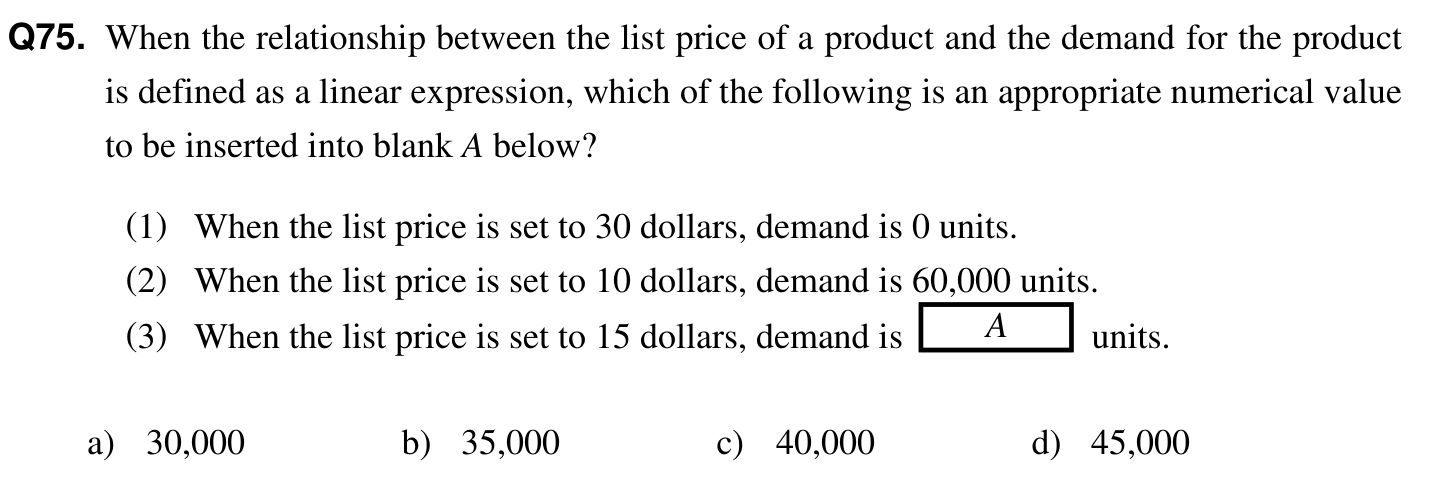 Q75. When the relationship between the list price of a product and the demand for the product
is defined as a linear expression, which of the following is an appropriate numerical value
to be inserted into blank A below?
(1) When the list price is set to 30 dollars, demand is 0 units.
(2) When the list price is set to 10 dollars, demand is 60,000 units.
(3) When the list price is set to 15 dollars, demand is A units.
a) 30,000 b) 35,000 c) 40,000 d) 45,000